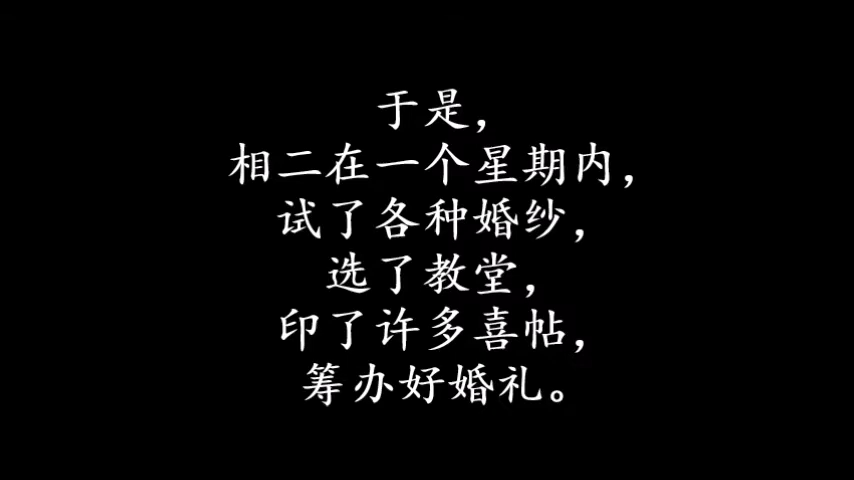 于是，
相二在一个星期内，
试了各种婚纱，
选了教堂，
印了许多喜帖，
筹办好婚礼。